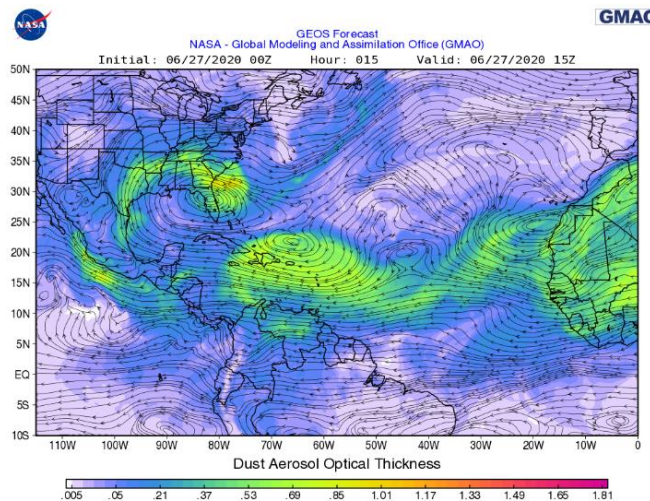 NASA
GMAO
GEOS Forecast
NASA - Global Modeling and Assimilation Office (GMAO)
Initial: 06/27/2020 00Z Hour: 015 Valid: 06/27/2020 15Z
50N
45N
40N
35N
30N
25N
20N
15N
10N
5N
EQ
5S
10S
110W 100W 90W 80W 70W 60W 50W 40W 30W 20W 10W 0
Dust Aerosol Optical Thickness
.005 .05 .21 .37 .53 .69 .85 1.01 1.17 1.33 1.49 1.65 1.81